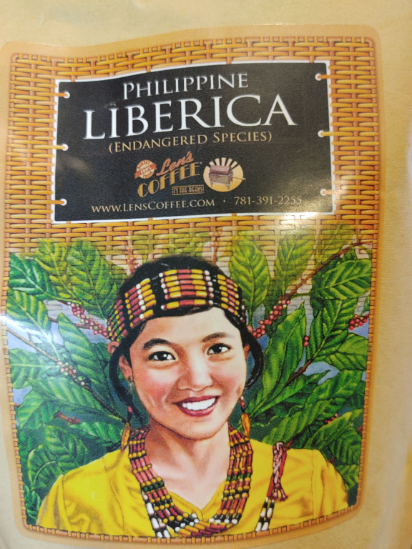 PHILIPPINE
LIBERICA
(ENDANGERED SPECIES)
Len's
COFFEE
WWW.LENSCOFFEE.COM · 781-391-2255